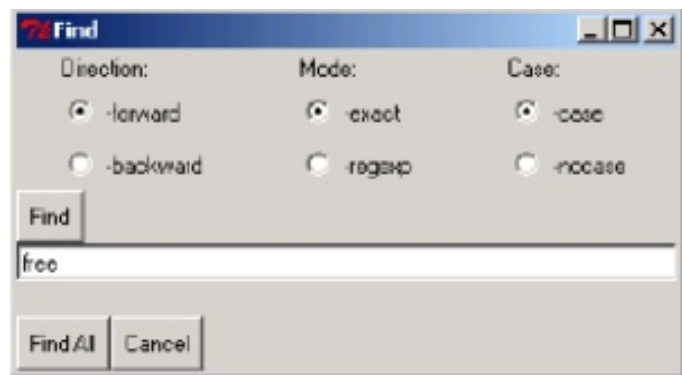 Find
Direction: Mode: Case:
-forward -exact -case
-backward -regexp -nocase
Find
free
Find All Cancel